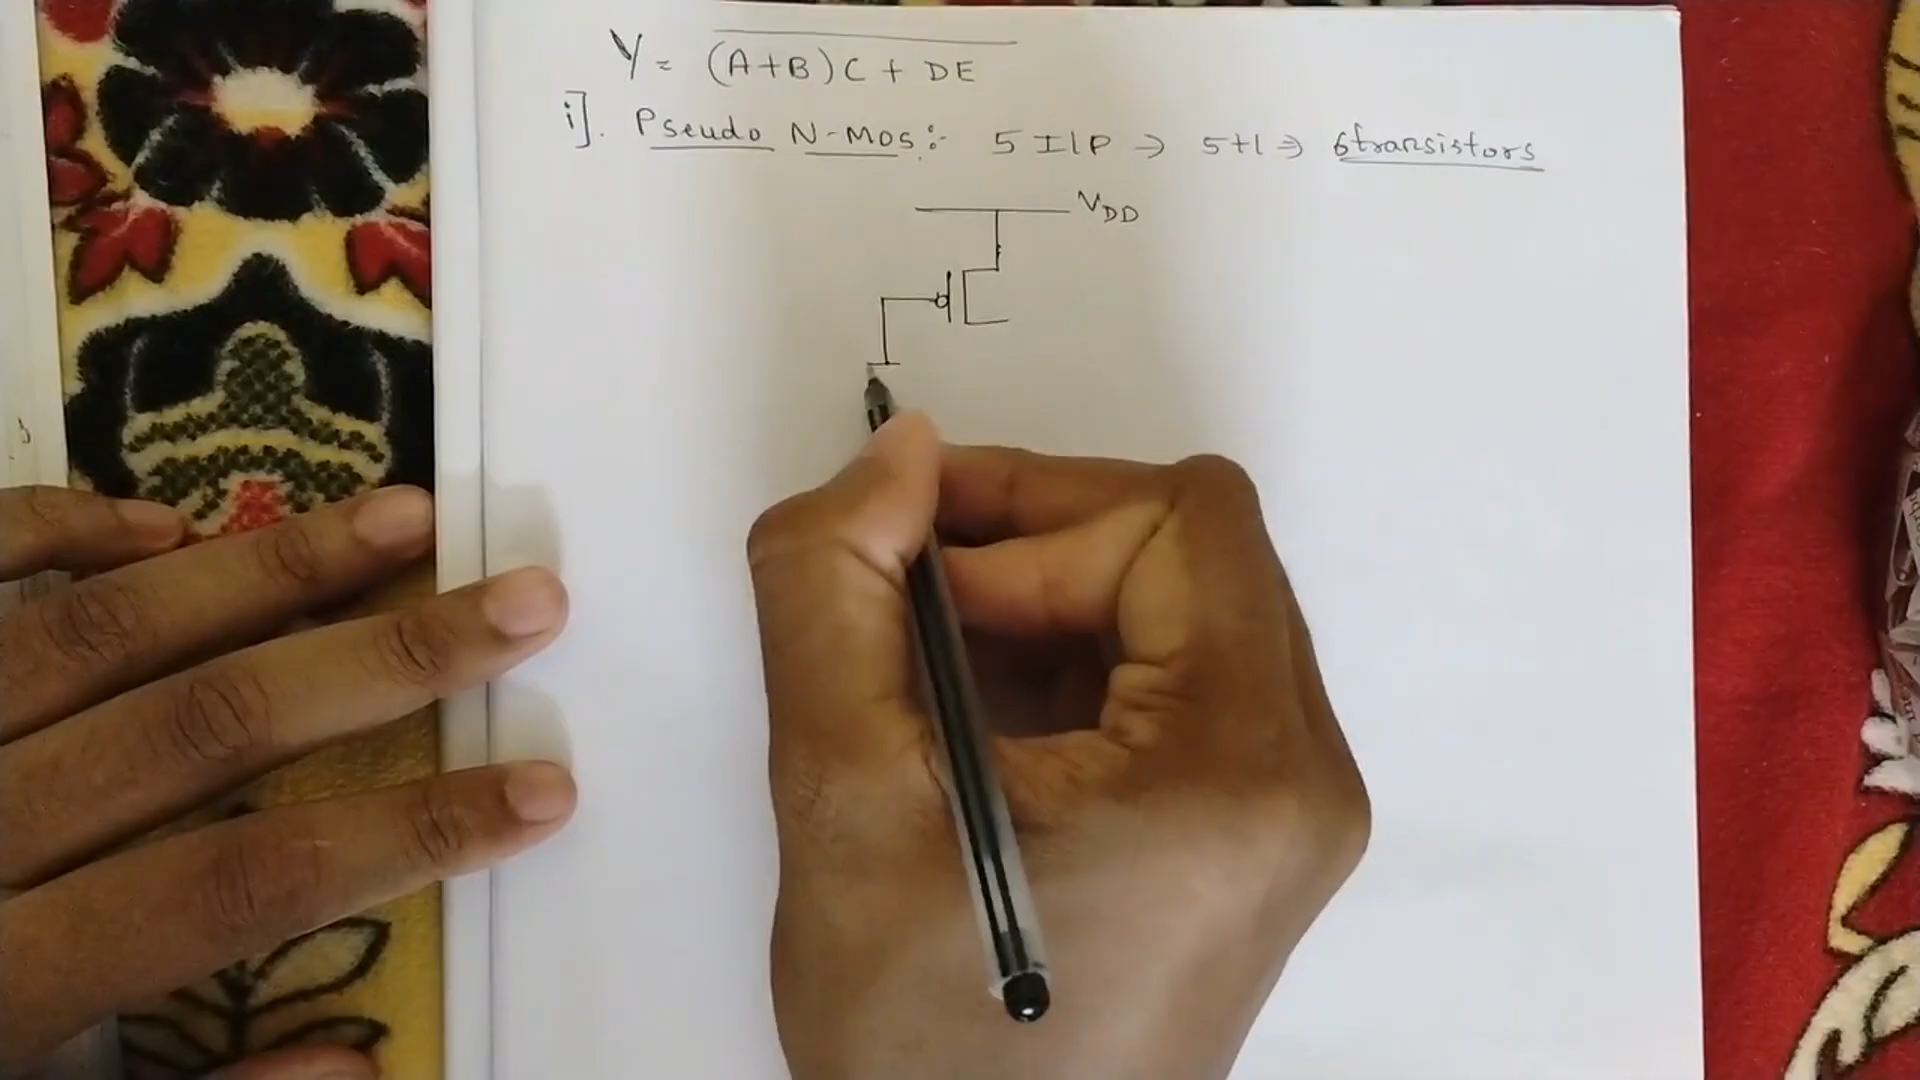 Y = (A+B)C + DE
i]. Pseudo N-Mos:- 5 I/P → 5+1 ⇒ 6transistors
VDD